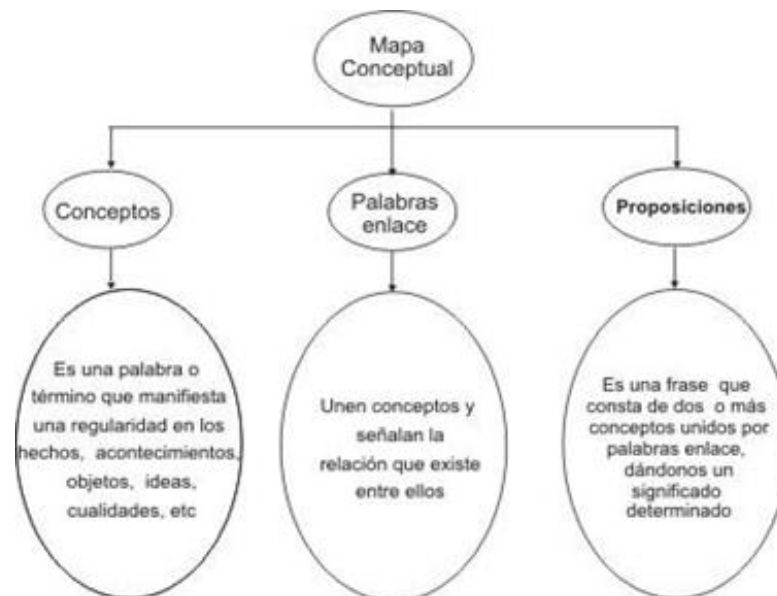 Mapa
Conceptual
Conceptos
Palabras
enlace
Proposiciones
Es una palabra o
término que manifiesta
una regularidad en los
hechos, acontecimientos,
objetos, ideas,
cualidades, etc
Unen conceptos y
señalan la
relación que existe
entre ellos
Es una frase que
consta de dos o más
conceptos unidos por
palabras enlace,
dándonos un
significado
determinado